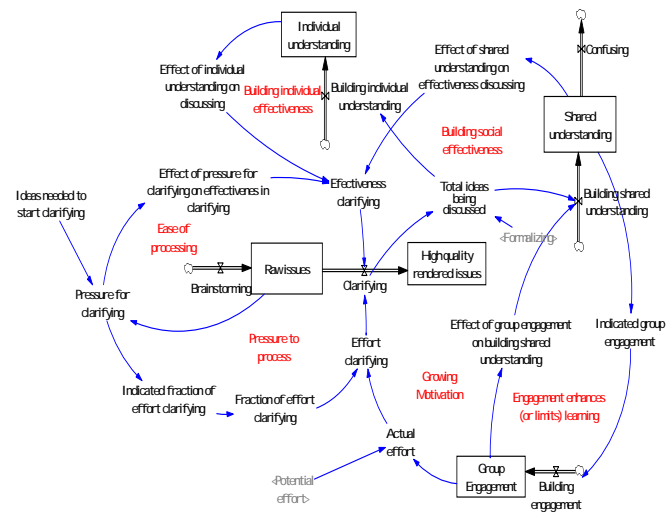 Individual
understanding
Effect of individual
understanding on
discussing
Building individual
effectiveness
Building individual
understanding
Effect of shared
understanding on
effectiveness discussing
Confusing
Shared
understanding
Building social
effectiveness
Effect of pressure for
clarifying on effectivenes in
clarifying
Efectiveness
clarifying
Total ideas
being
discussed
Building shared
understanding
Ideas needed to
start clarifying
Ease of
processing
<Formalizing>
Raw issues
Brainstorming
Clarifying
High quality
rendered issues
Pressure for
clarifying
Pressure to
process
Effort
clarifying
Effect of group engagement
on building shared
understanding
Indicated group
engagement
Indicated fraction of
effort clarifying
Fraction of effort
clarifying
Growing
Motivation
Engagement enhances
(or limits) learning
Actual
effort
<Potential
effort>
Group
Engagement
Building
engagement